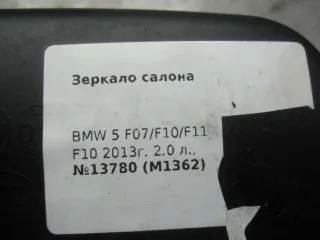 Зеркало салона
BMW 5 F07/F10/F11
F10 2013г. 2.0 л.,
№13780 (M1362)